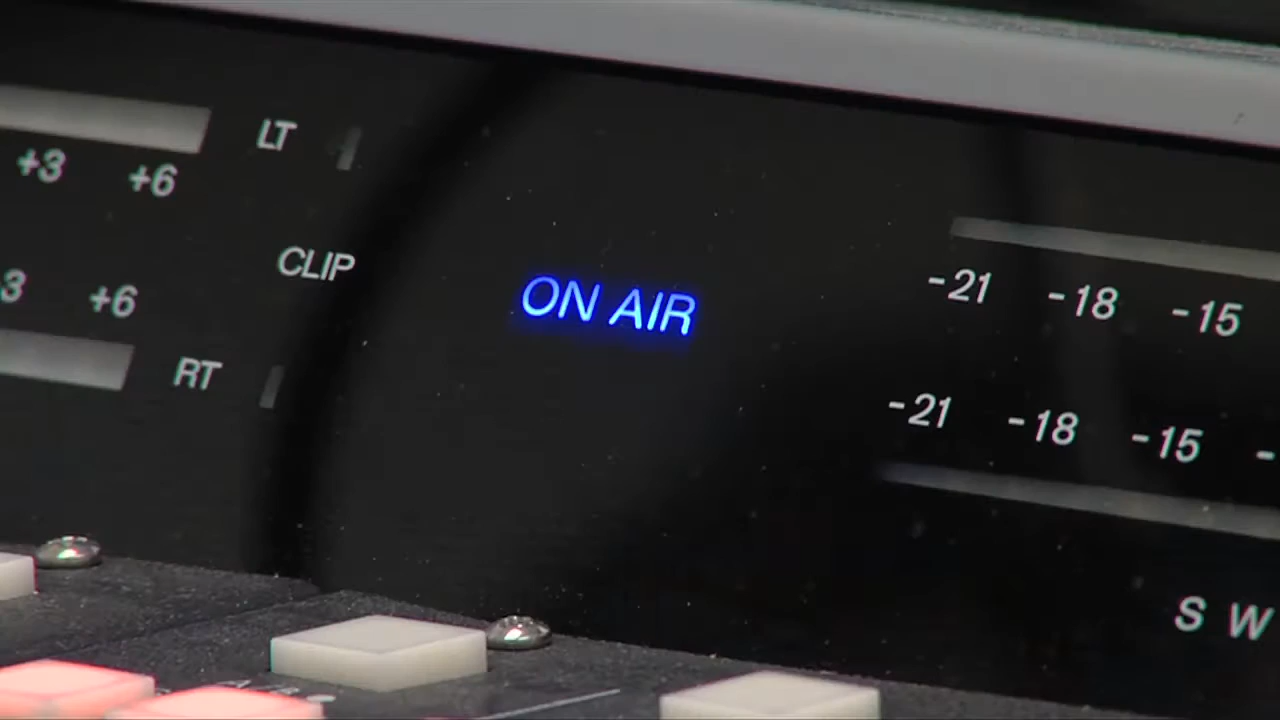 LT
+3 +6
CLIP
3 +6
RT
ON AIR
-21 -18 -15
-21 -18 -15 -
S W